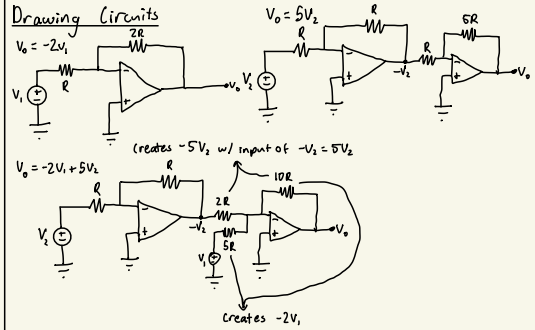 Drawing Circuits
V₀ = -2v₁
2R
R
V₁
V₀
V₀ = 5V₂
R
R
V₂
-V₂
R
5R
V₀
creates -5V₂ w/ input of -V₂ = 5V₂
V₀ = -2V₁ + 5V₂
R
R
V₂
-V₂
2R
10R
V₁
5R
V₀
creates -2V₁